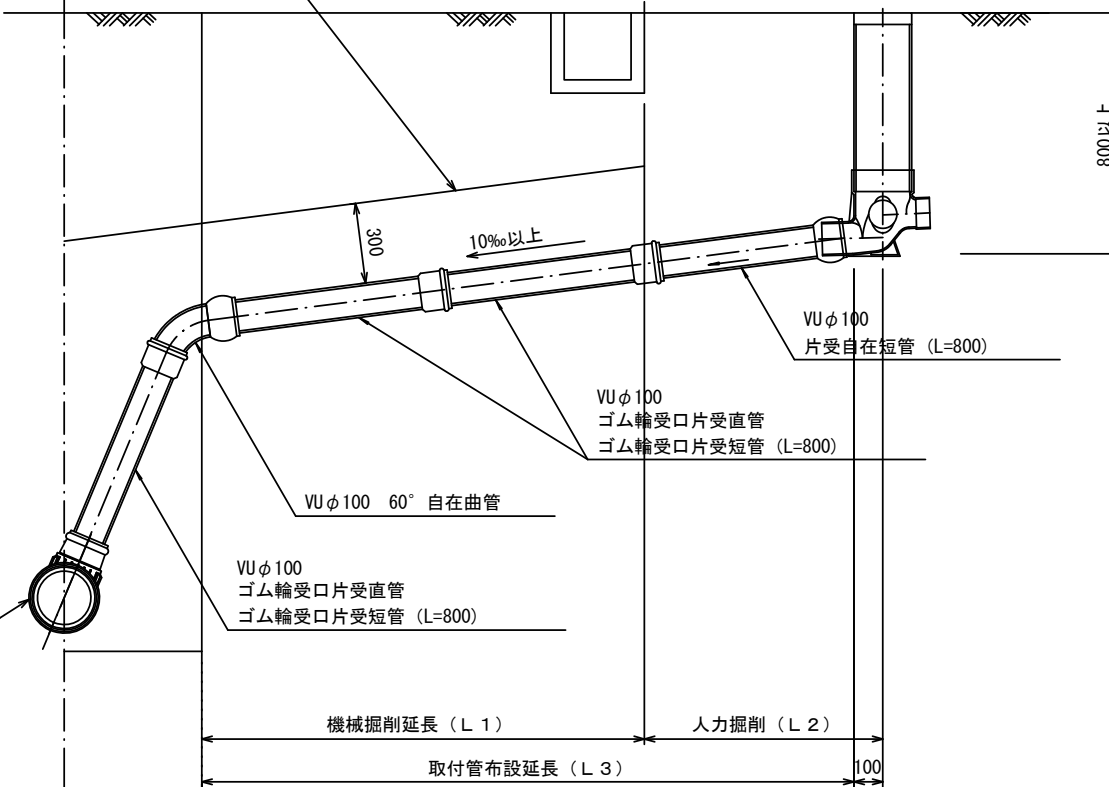 800以上
300
10‰以上
VUφ100
片受自在短管 (L=800)
VUφ100
ゴム輪受口片受直管
ゴム輪受口片受短管 (L=800)
VUφ100 60° 自在曲管
VUφ100
ゴム輪受口片受直管
ゴム輪受口片受短管 (L=800)
機械掘削延長（Ｌ１）
人力掘削（Ｌ２）
取付管布設延長（Ｌ３）
100